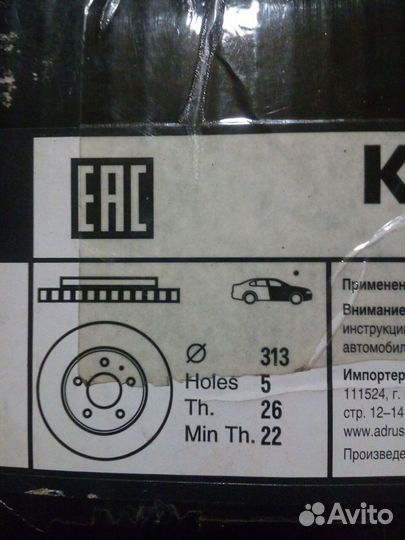 EAC
K
Применен
Внимание
инструкци
автомобил
Импортер
111524, г.
стр. 12–14
www.adrus
Произведе
Ø 313
Holes 5
Th. 26
Min Th. 22
Avito